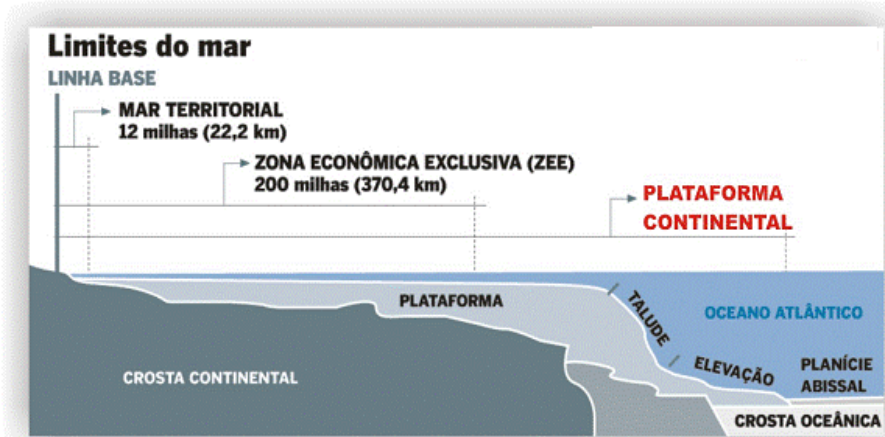 Limites do mar
LINHA BASE
MAR TERRITORIAL
12 milhas (22,2 km)
ZONA ECONÔMICA EXCLUSIVA (ZEE)
200 milhas (370,4 km)
PLATAFORMA
CONTINENTAL
PLATAFORMA
TALUDE
OCEANO ATLÂNTICO
ELEVAÇÃO
PLANÍCIE
ABISSAL
CROSTA CONTINENTAL
CROSTA OCEÂNICA